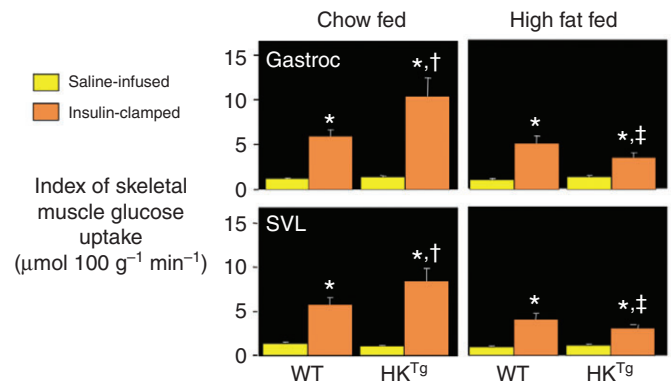 Chow fed
High fat fed
Saline-infused
Insulin-clamped
Index of skeletal
muscle glucose
uptake
(μmol 100 g⁻¹ min⁻¹)
15
10
5
0
Gastroc
*
*,†
*
*,‡
15
10
5
0
SVL
*
*,†
*
*,‡
WT HKᵀᵍ WT HKᵀᵍ